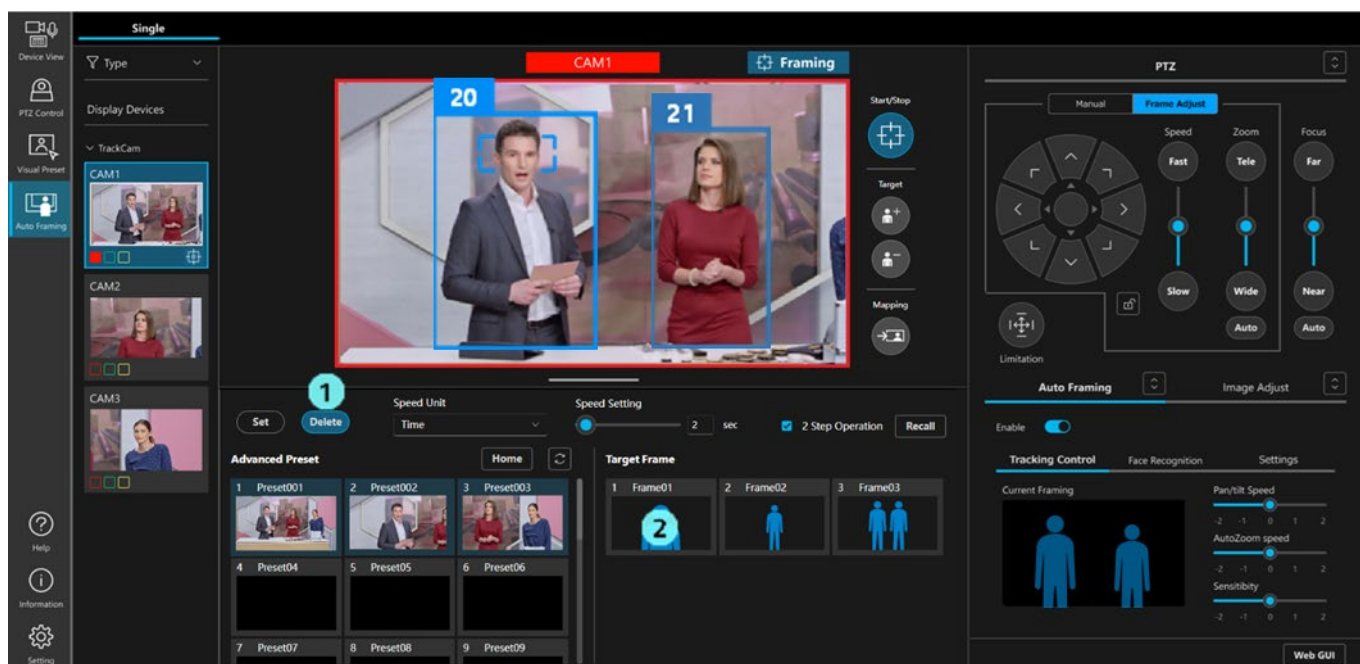 Single
Device View
PTZ Control
Visual Preset
Auto Framing
Help
Information
Setting
Type
Display Devices
TrackCam
CAM1
CAM2
CAM3
CAM1
Framing
20
21
Start/Stop
Target
Mapping
1
Set
Delete
Speed Unit
Time
Speed Setting
2 sec
2 Step Operation
Recall
Advanced Preset
Home
1 Preset001
2 Preset002
3 Preset003
4 Preset04
5 Preset05
6 Preset06
7 Preset07
8 Preset08
9 Preset09
Target Frame
1 Frame01
2 Frame02
3 Frame03
2
PTZ
Manual
Frame Adjust
Speed
Zoom
Focus
Fast
Tele
Far
Slow
Wide
Near
Auto
Auto
Limitation
Auto Framing
Image Adjust
Enable
Tracking Control
Face Recognition
Settings
Current Framing
Pan/tilt Speed
-2 -1 0 1 2
AutoZoom speed
-2 -1 0 1 2
Sensitibity
-2 -1 0 1 2
Web GUI